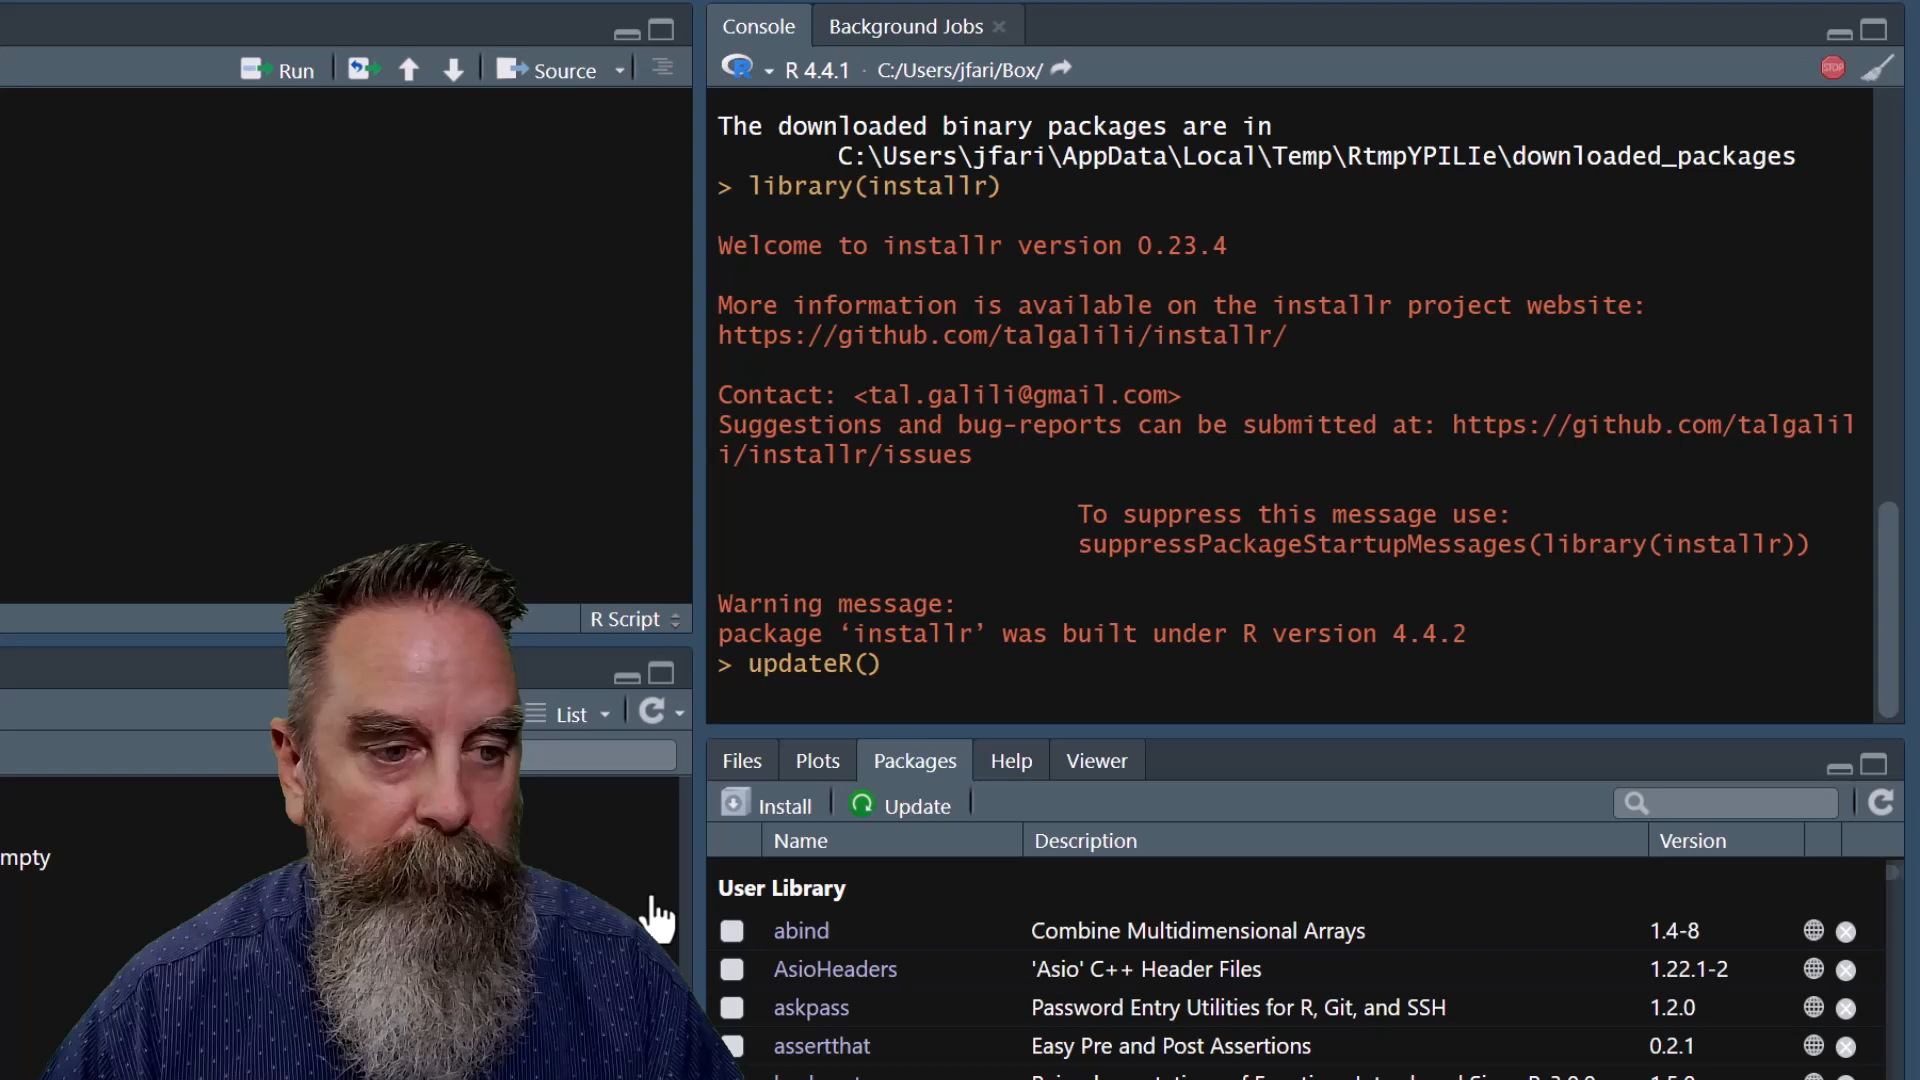 Run
Source
R Script
List
mpty
Console
Background Jobs
R 4.4.1 · C:/Users/jfari/Box/
STOP
The downloaded binary packages are in
C:\Users\jfari\AppData\Local\Temp\RtmpYPILIe\downloaded_packages
> library(installr)
Welcome to installr version 0.23.4
More information is available on the installr project website:
https://github.com/talgalili/installr/
Contact: <tal.galili@gmail.com>
Suggestions and bug-reports can be submitted at: https://github.com/talgalil
i/installr/issues
To suppress this message use:
suppressPackageStartupMessages(library(installr))
Warning message:
package ‘installr’ was built under R version 4.4.2
> updateR()
Files Plots Packages Help Viewer
Install Update
Name Description Version
User Library
abind Combine Multidimensional Arrays 1.4-8
AsioHeaders 'Asio' C++ Header Files 1.22.1-2
askpass Password Entry Utilities for R, Git, and SSH 1.2.0
assertthat Easy Pre and Post Assertions 0.2.1